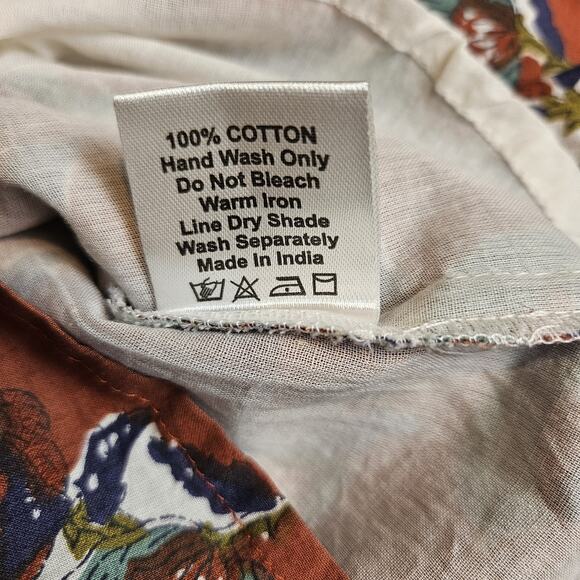 100% COTTON
Hand Wash Only
Do Not Bleach
Warm Iron
Line Dry Shade
Wash Separately
Made In India